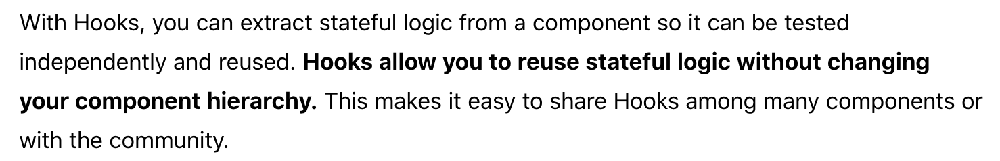 With Hooks, you can extract stateful logic from a component so it can be tested
independently and reused. Hooks allow you to reuse stateful logic without changing
your component hierarchy. This makes it easy to share Hooks among many components or
with the community.